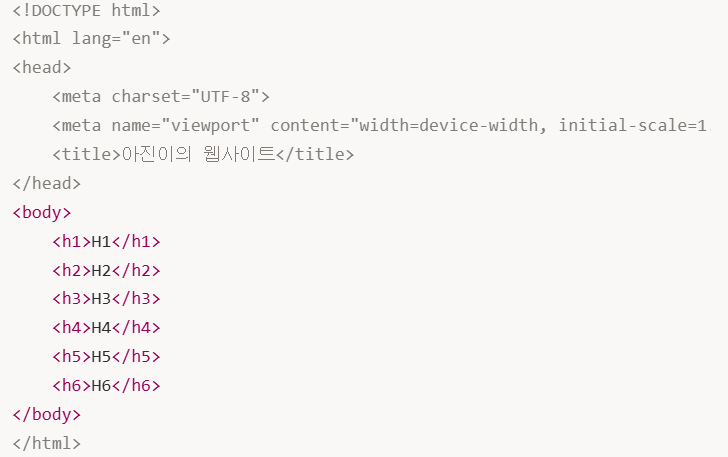 <!DOCTYPE html>
<html lang="en">
<head>
    <meta charset="UTF-8">
    <meta name="viewport" content="width=device-width, initial-scale=1
    <title>아진이의 웹사이트</title>
</head>
<body>
    <h1>H1</h1>
    <h2>H2</h2>
    <h3>H3</h3>
    <h4>H4</h4>
    <h5>H5</h5>
    <h6>H6</h6>
</body>
</html>